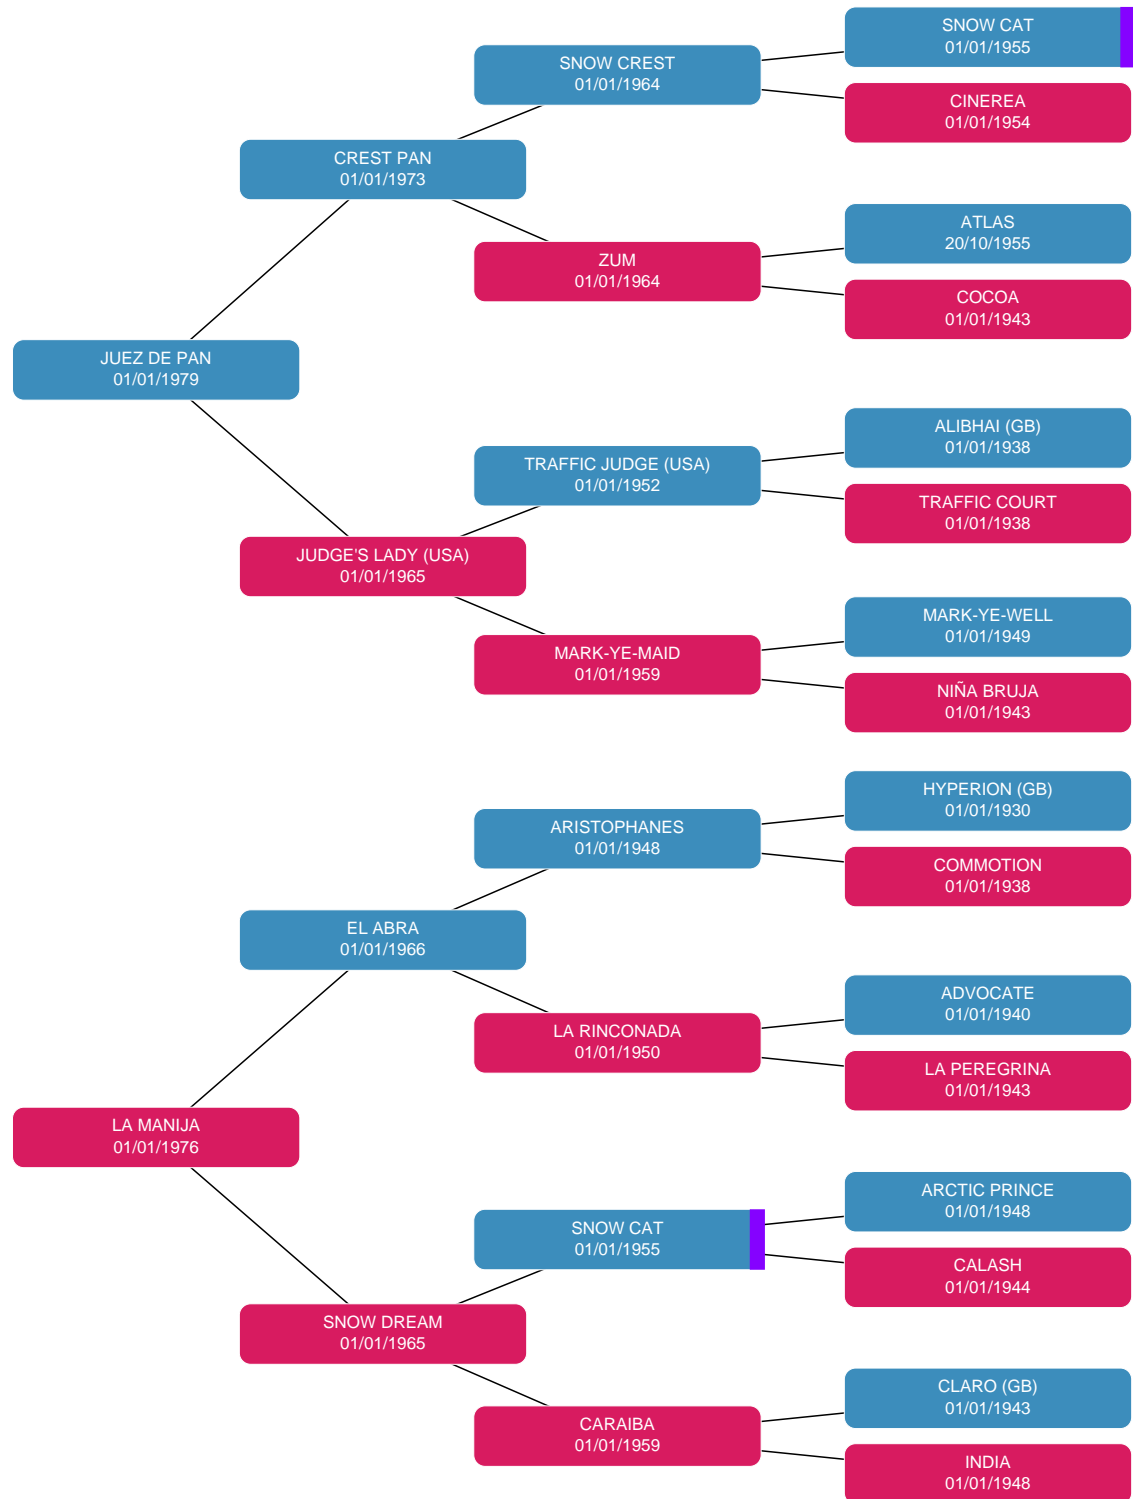 SNOW CAT
01/01/1955
SNOW CREST
01/01/1964
CINEREA
01/01/1954
CREST PAN
01/01/1973
ATLAS
20/10/1955
ZUM
01/01/1964
COCOA
01/01/1943
JUEZ DE PAN
01/01/1979
ALIBHAI (GB)
01/01/1938
TRAFFIC JUDGE (USA)
01/01/1952
TRAFFIC COURT
01/01/1938
JUDGE'S LADY (USA)
01/01/1965
MARK-YE-WELL
01/01/1949
MARK-YE-MAID
01/01/1959
NIÑA BRUJA
01/01/1943
HYPERION (GB)
01/01/1930
ARISTOPHANES
01/01/1948
COMMOTION
01/01/1938
EL ABRA
01/01/1966
ADVOCATE
01/01/1940
LA RINCONADA
01/01/1950
LA PEREGRINA
01/01/1943
LA MANIJA
01/01/1976
ARCTIC PRINCE
01/01/1948
SNOW CAT
01/01/1955
CALASH
01/01/1944
SNOW DREAM
01/01/1965
CLARO (GB)
01/01/1943
CARAIBA
01/01/1959
INDIA
01/01/1948